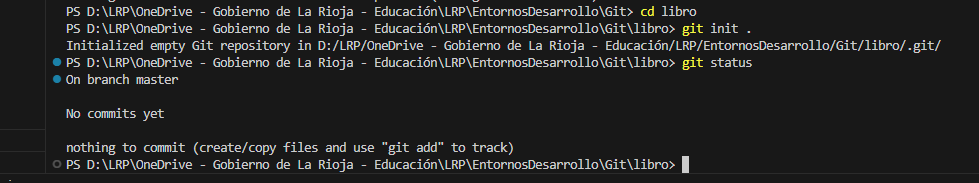 PS D:\LRP\OneDrive - Gobierno de La Rioja - Educación\LRP\EntornosDesarrollo\Git> cd libro
PS D:\LRP\OneDrive - Gobierno de La Rioja - Educación\LRP\EntornosDesarrollo\Git\libro> git init .
Initialized empty Git repository in D:/LRP/OneDrive - Gobierno de La Rioja - Educación/LRP/EntornosDesarrollo/Git/libro/.git/
PS D:\LRP\OneDrive - Gobierno de La Rioja - Educación\LRP\EntornosDesarrollo\Git\libro> git status
On branch master
No commits yet
nothing to commit (create/copy files and use "git add" to track)
PS D:\LRP\OneDrive - Gobierno de La Rioja - Educación\LRP\EntornosDesarrollo\Git\libro>